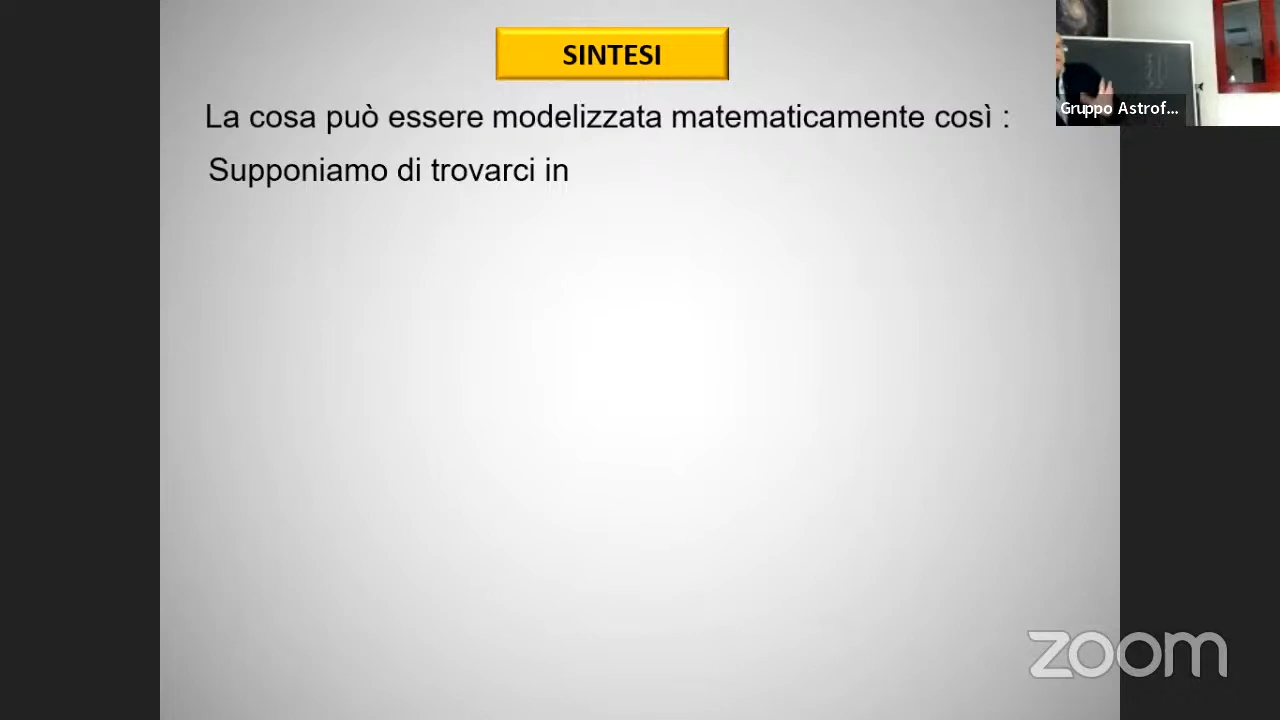 SINTESI
La cosa può essere modelizzata matematicamente così :
Supponiamo di trovarci in
Gruppo Astrof...
zoom